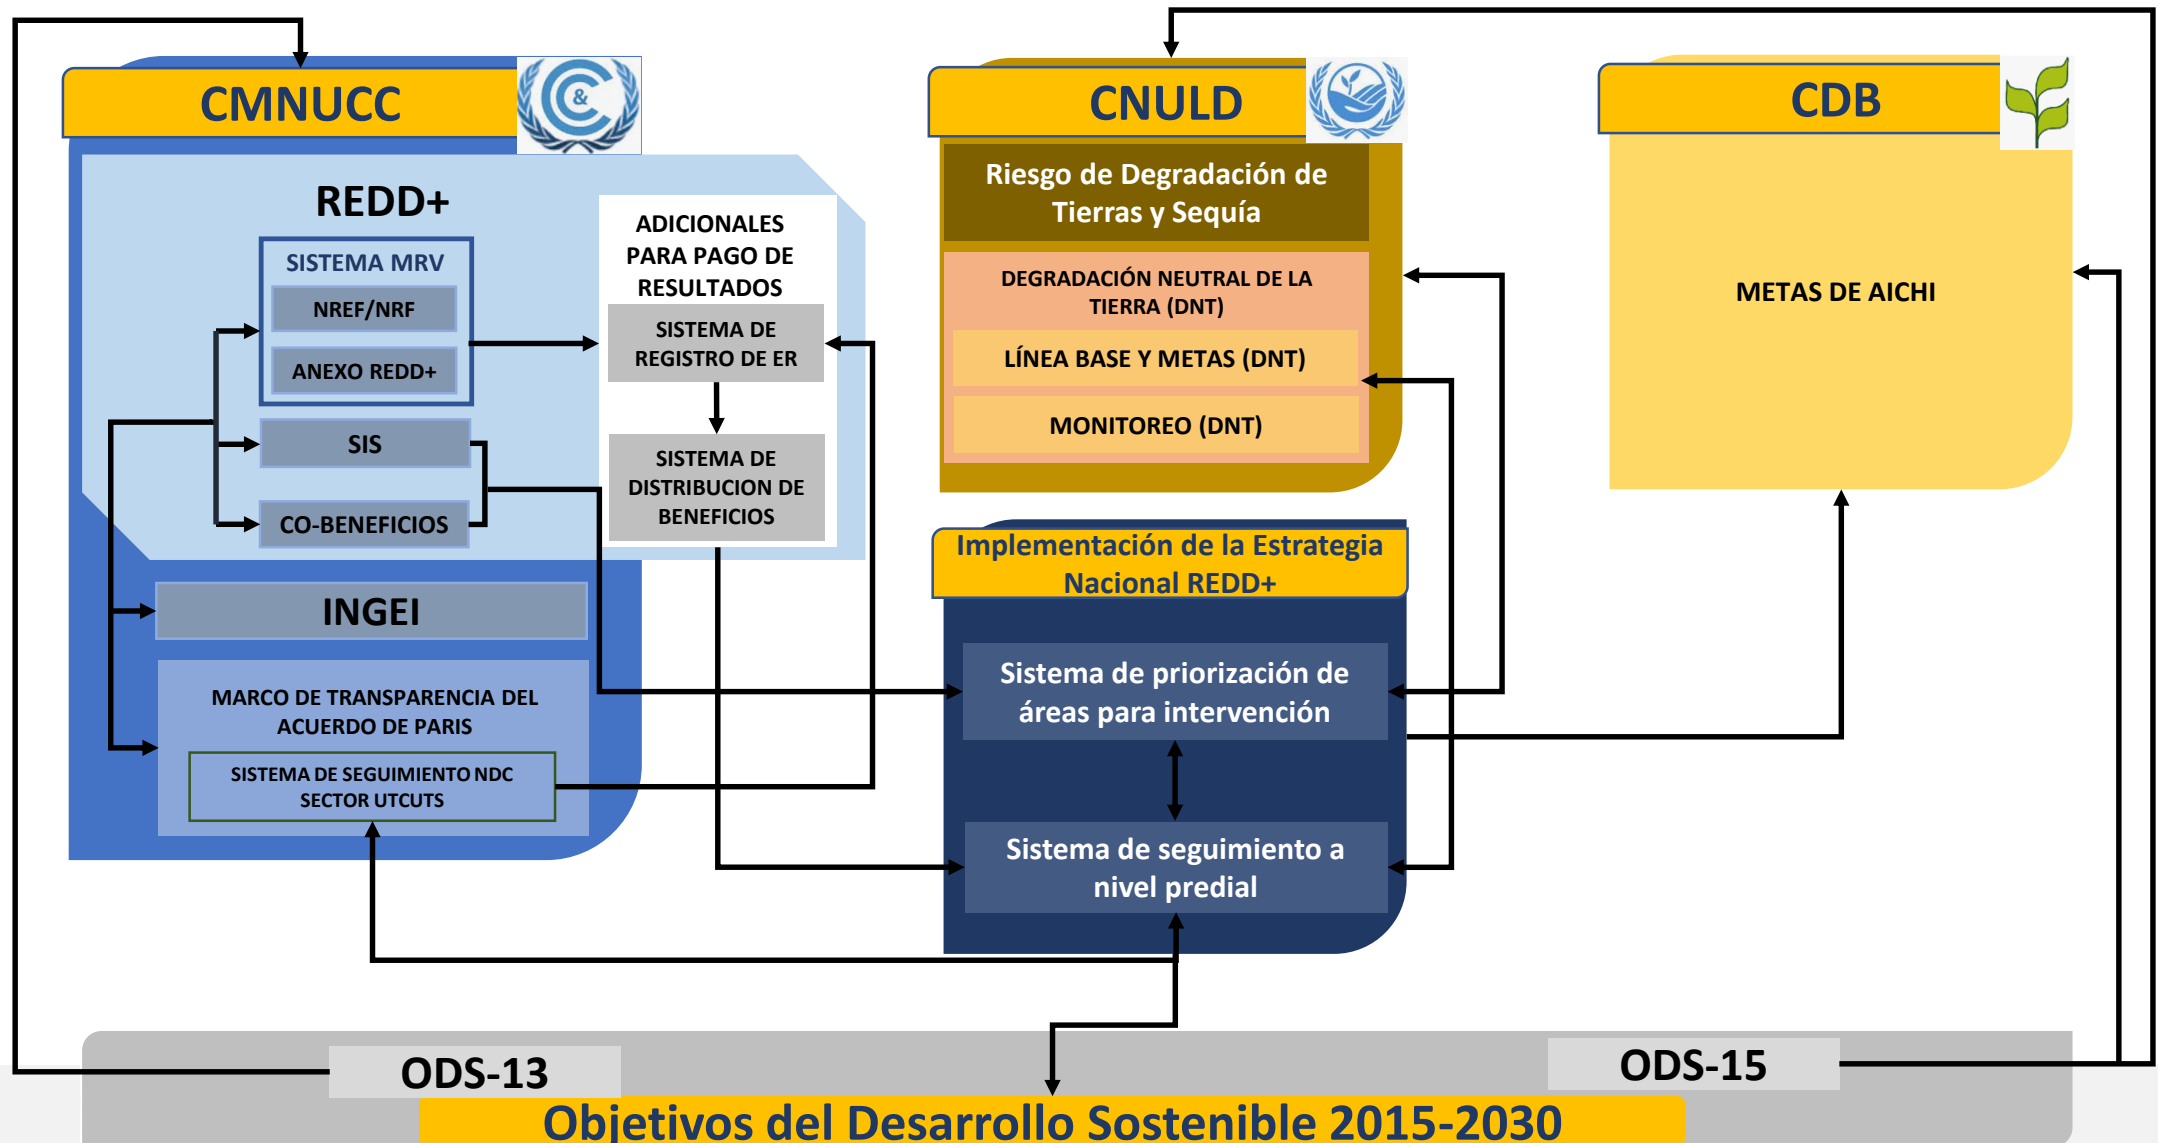 CMNUCC
&
REDD+
SISTEMA MRV
NREF/NRF
ANEXO REDD+
SIS
CO-BENEFICIOS
ADICIONALES
PARA PAGO DE
RESULTADOS
SISTEMA DE
REGISTRO DE ER
SISTEMA DE
DISTRIBUCION DE
BENEFICIOS
INGEI
MARCO DE TRANSPARENCIA DEL
ACUERDO DE PARIS
SISTEMA DE SEGUIMIENTO NDC
SECTOR UTCUTS
CNULD
Riesgo de Degradación de
Tierras y Sequía
DEGRADACIÓN NEUTRAL DE LA
TIERRA (DNT)
LÍNEA BASE Y METAS (DNT)
MONITOREO (DNT)
Implementación de la Estrategia
Nacional REDD+
Sistema de priorización de
áreas para intervención
Sistema de seguimiento a
nivel predial
CDB
METAS DE AICHI
ODS-13
ODS-15
Objetivos del Desarrollo Sostenible 2015-2030